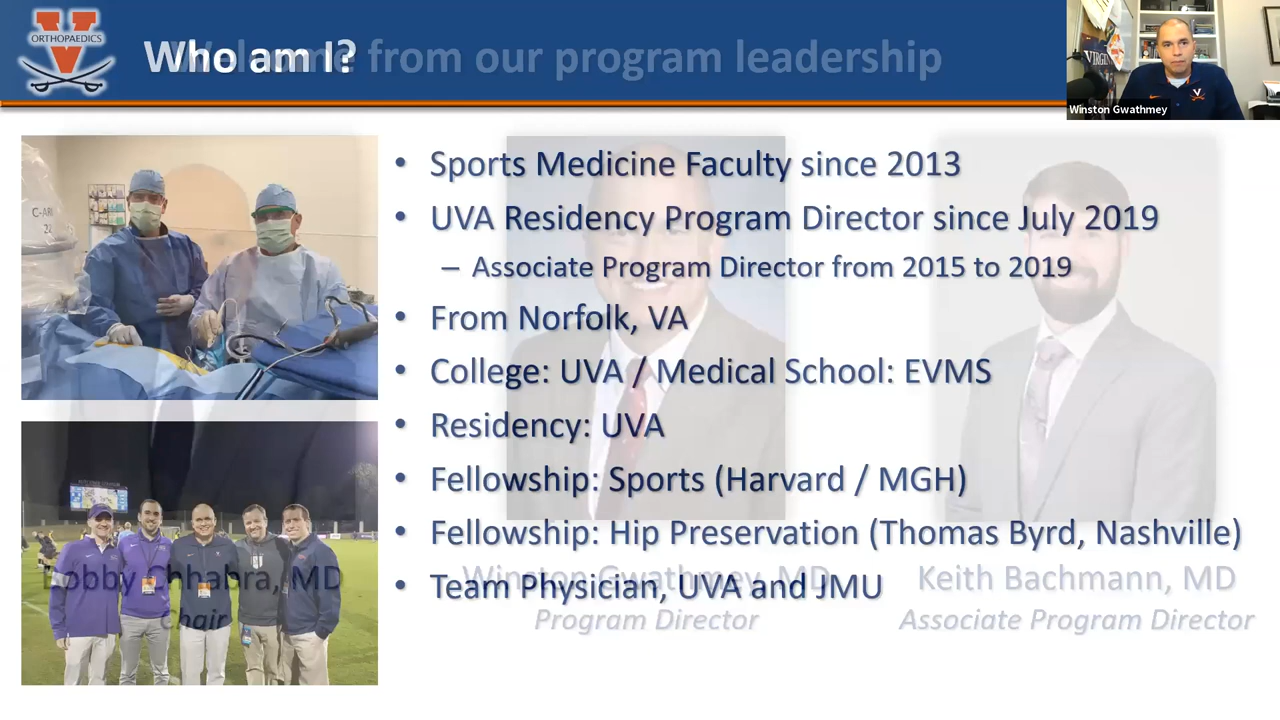 ORTHOPAEDICS
Who am I?
Welcome from our program leadership
Winston Gwathmey
• Sports Medicine Faculty since 2013
• UVA Residency Program Director since July 2019
– Associate Program Director from 2015 to 2019
• From Norfolk, VA
• College: UVA / Medical School: EVMS
• Residency: UVA
• Fellowship: Sports (Harvard / MGH)
• Fellowship: Hip Preservation (Thomas Byrd, Nashville)
• Team Physician, UVA and JMU
Bobby Chhabra, MD
Chair
Winston Gwathmey, MD
Program Director
Keith Bachmann, MD
Associate Program Director
C-ARM
22